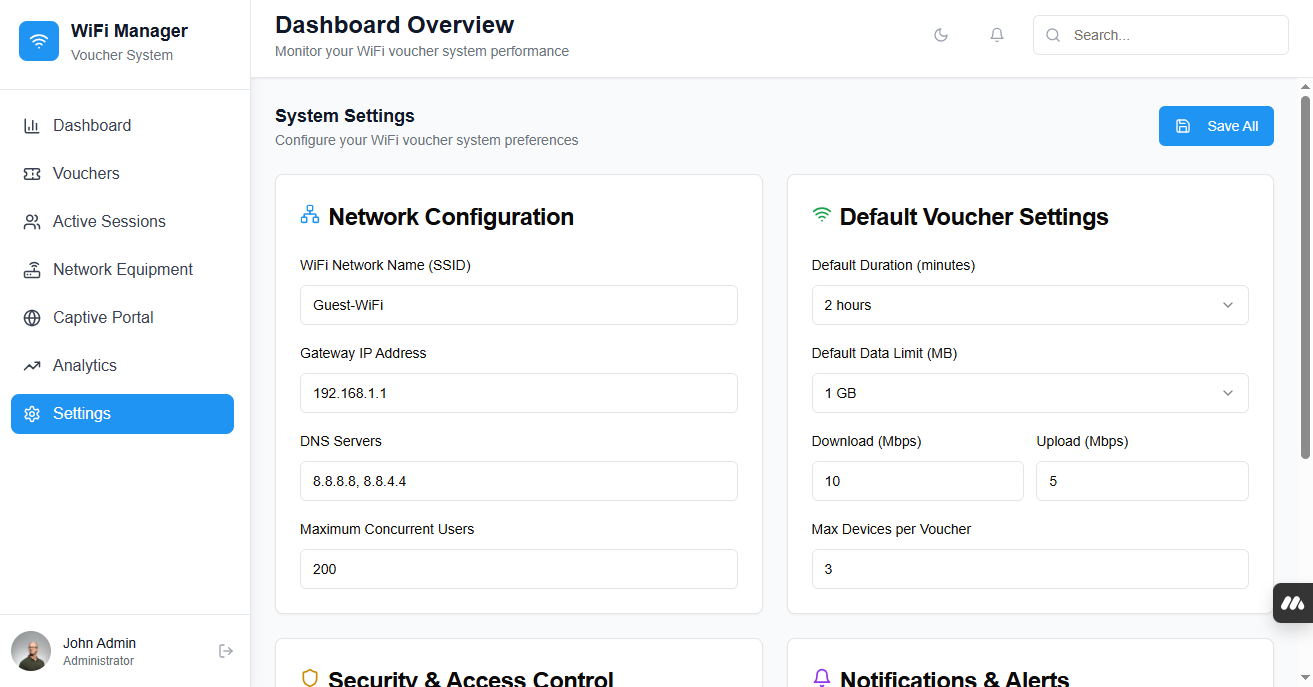 WiFi Manager
Voucher System
Dashboard
Vouchers
Active Sessions
Network Equipment
Captive Portal
Analytics
Settings
John Admin
Administrator
Dashboard Overview
Monitor your WiFi voucher system performance
Search...
System Settings
Configure your WiFi voucher system preferences
Save All
Network Configuration
WiFi Network Name (SSID)
Guest-WiFi
Gateway IP Address
192.168.1.1
DNS Servers
8.8.8.8, 8.8.4.4
Maximum Concurrent Users
200
Default Voucher Settings
Default Duration (minutes)
2 hours
Default Data Limit (MB)
1 GB
Download (Mbps) Upload (Mbps)
10 5
Max Devices per Voucher
3
Security & Access Control
Notifications & Alerts